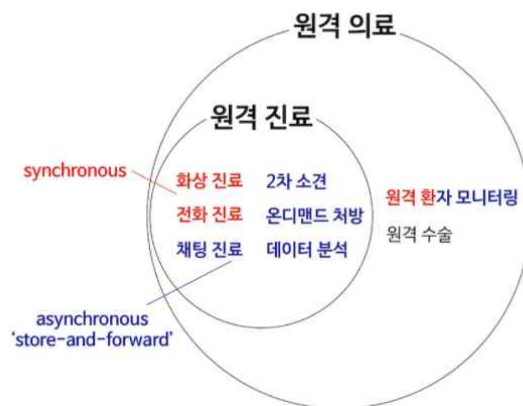 원격 의료
원격 진료
synchronous
화상 진료 2차 소견
전화 진료 온디맨드 처방
채팅 진료 데이터 분석
원격 환자 모니터링
원격 수술
asynchronous
'store-and-forward'